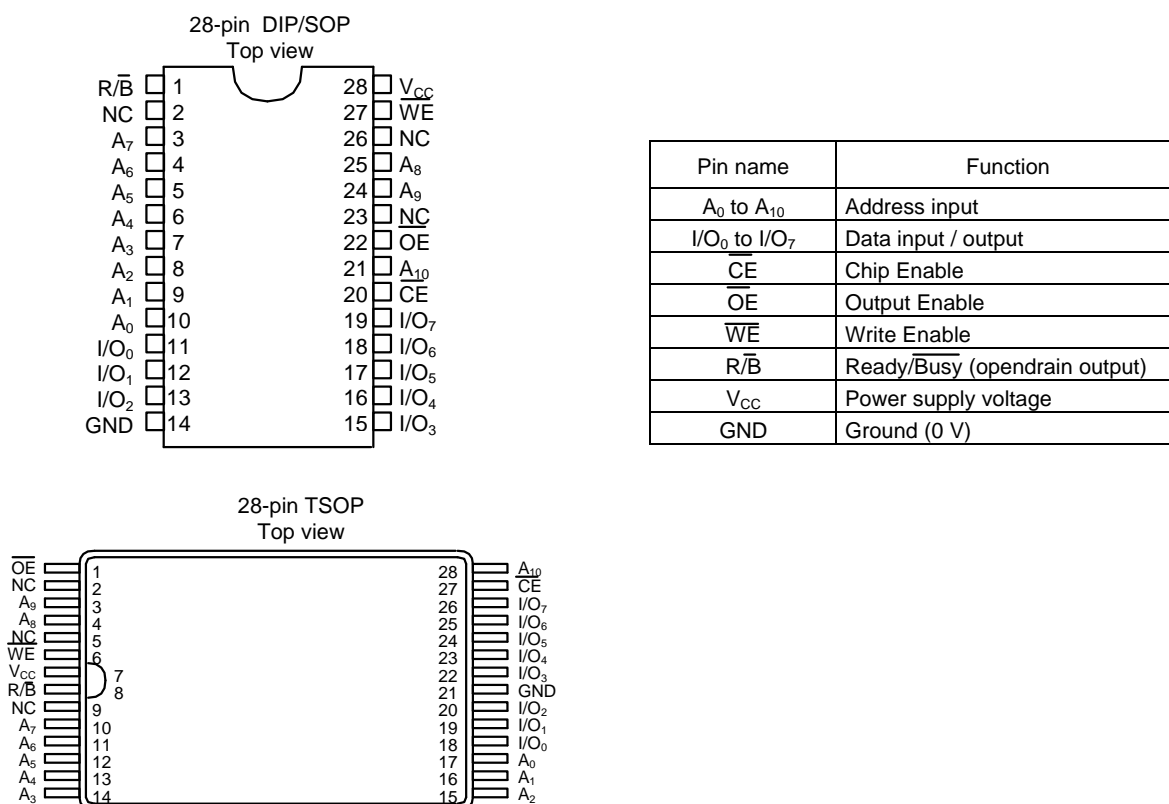 28-pin DIP/SOP
Top view
R/B̅ 1 28 V_CC
NC 2 27 W̅E̅
A₇ 3 26 NC
A₆ 4 25 A₈
A₅ 5 24 A₉
A₄ 6 23 NC
A₃ 7 22 O̅E̅
A₂ 8 21 A₁₀
A₁ 9 20 C̅E̅
A₀ 10 19 I/O₇
I/O₀ 11 18 I/O₆
I/O₁ 12 17 I/O₅
I/O₂ 13 16 I/O₄
GND 14 15 I/O₃
Pin name Function
A₀ to A₁₀ Address input
I/O₀ to I/O₇ Data input / output
C̅E̅ Chip Enable
O̅E̅ Output Enable
W̅E̅ Write Enable
R/B̅ Ready/B̅u̅s̅y̅ (opendrain output)
V_CC Power supply voltage
GND Ground (0 V)
28-pin TSOP
Top view
O̅E̅ 1 28 A₁₀
NC 2 27 C̅E̅
A₉ 3 26 I/O₇
A₈ 4 25 I/O₆
NC 5 24 I/O₅
W̅E̅ 6 23 I/O₄
V_CC 7 22 I/O₃
R/B̅ 8 21 GND
NC 9 20 I/O₂
A₇ 10 19 I/O₁
A₆ 11 18 I/O₀
A₅ 12 17 A₀
A₄ 13 16 A₁
A₃ 14 15 A₂